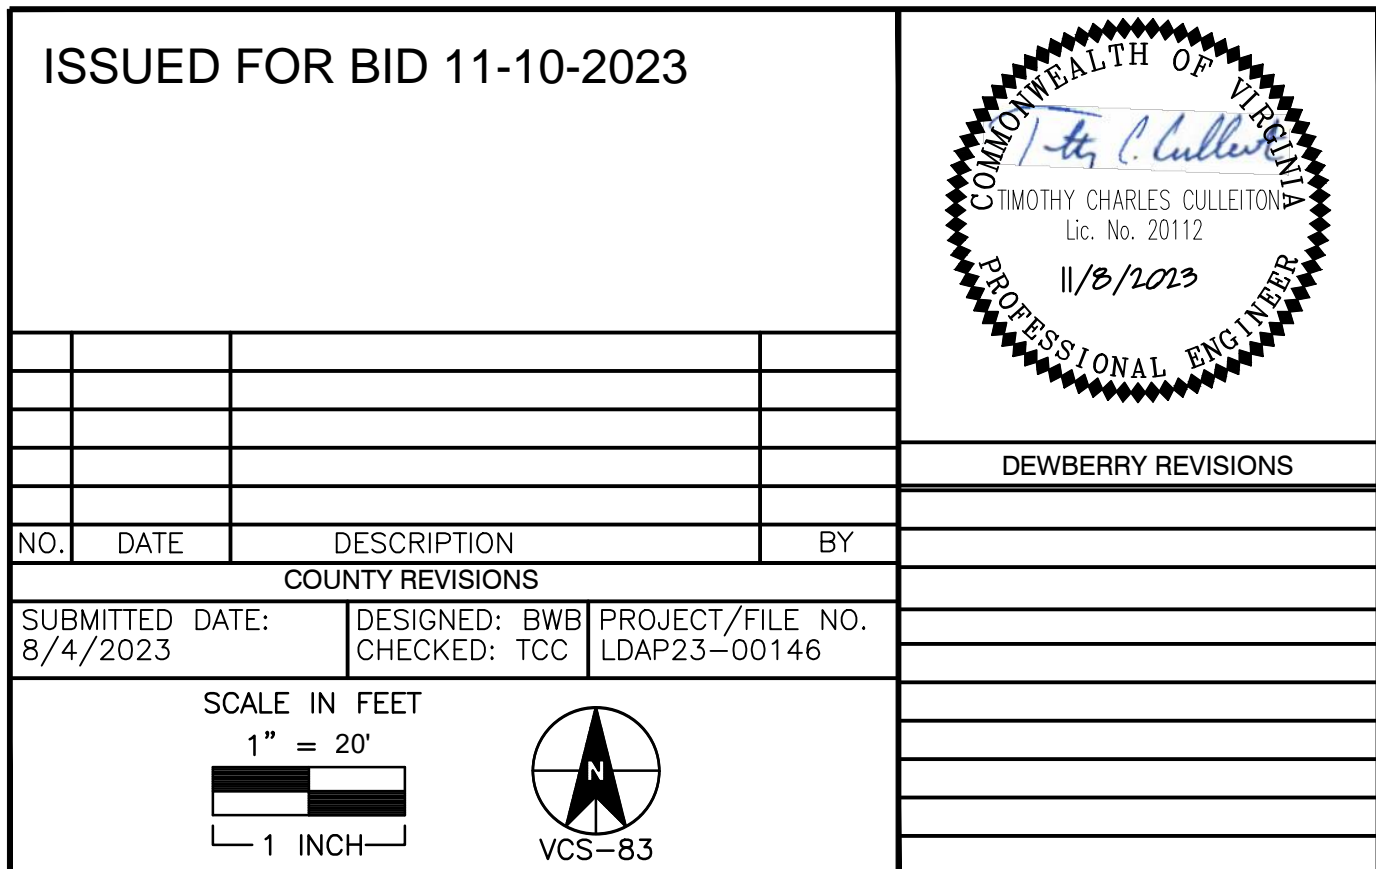 ISSUED FOR BID 11-10-2023
NO. DATE DESCRIPTION BY
COUNTY REVISIONS
SUBMITTED DATE:
8/4/2023
DESIGNED: BWB
CHECKED: TCC
PROJECT/FILE NO.
LDAP23-00146
SCALE IN FEET
1" = 20'
1 INCH
N
VCS-83
COMMONWEALTH OF VIRGINIA
TIMOTHY CHARLES CULLEITON
Lic. No. 20112
11/8/2023
PROFESSIONAL ENGINEER
DEWBERRY REVISIONS